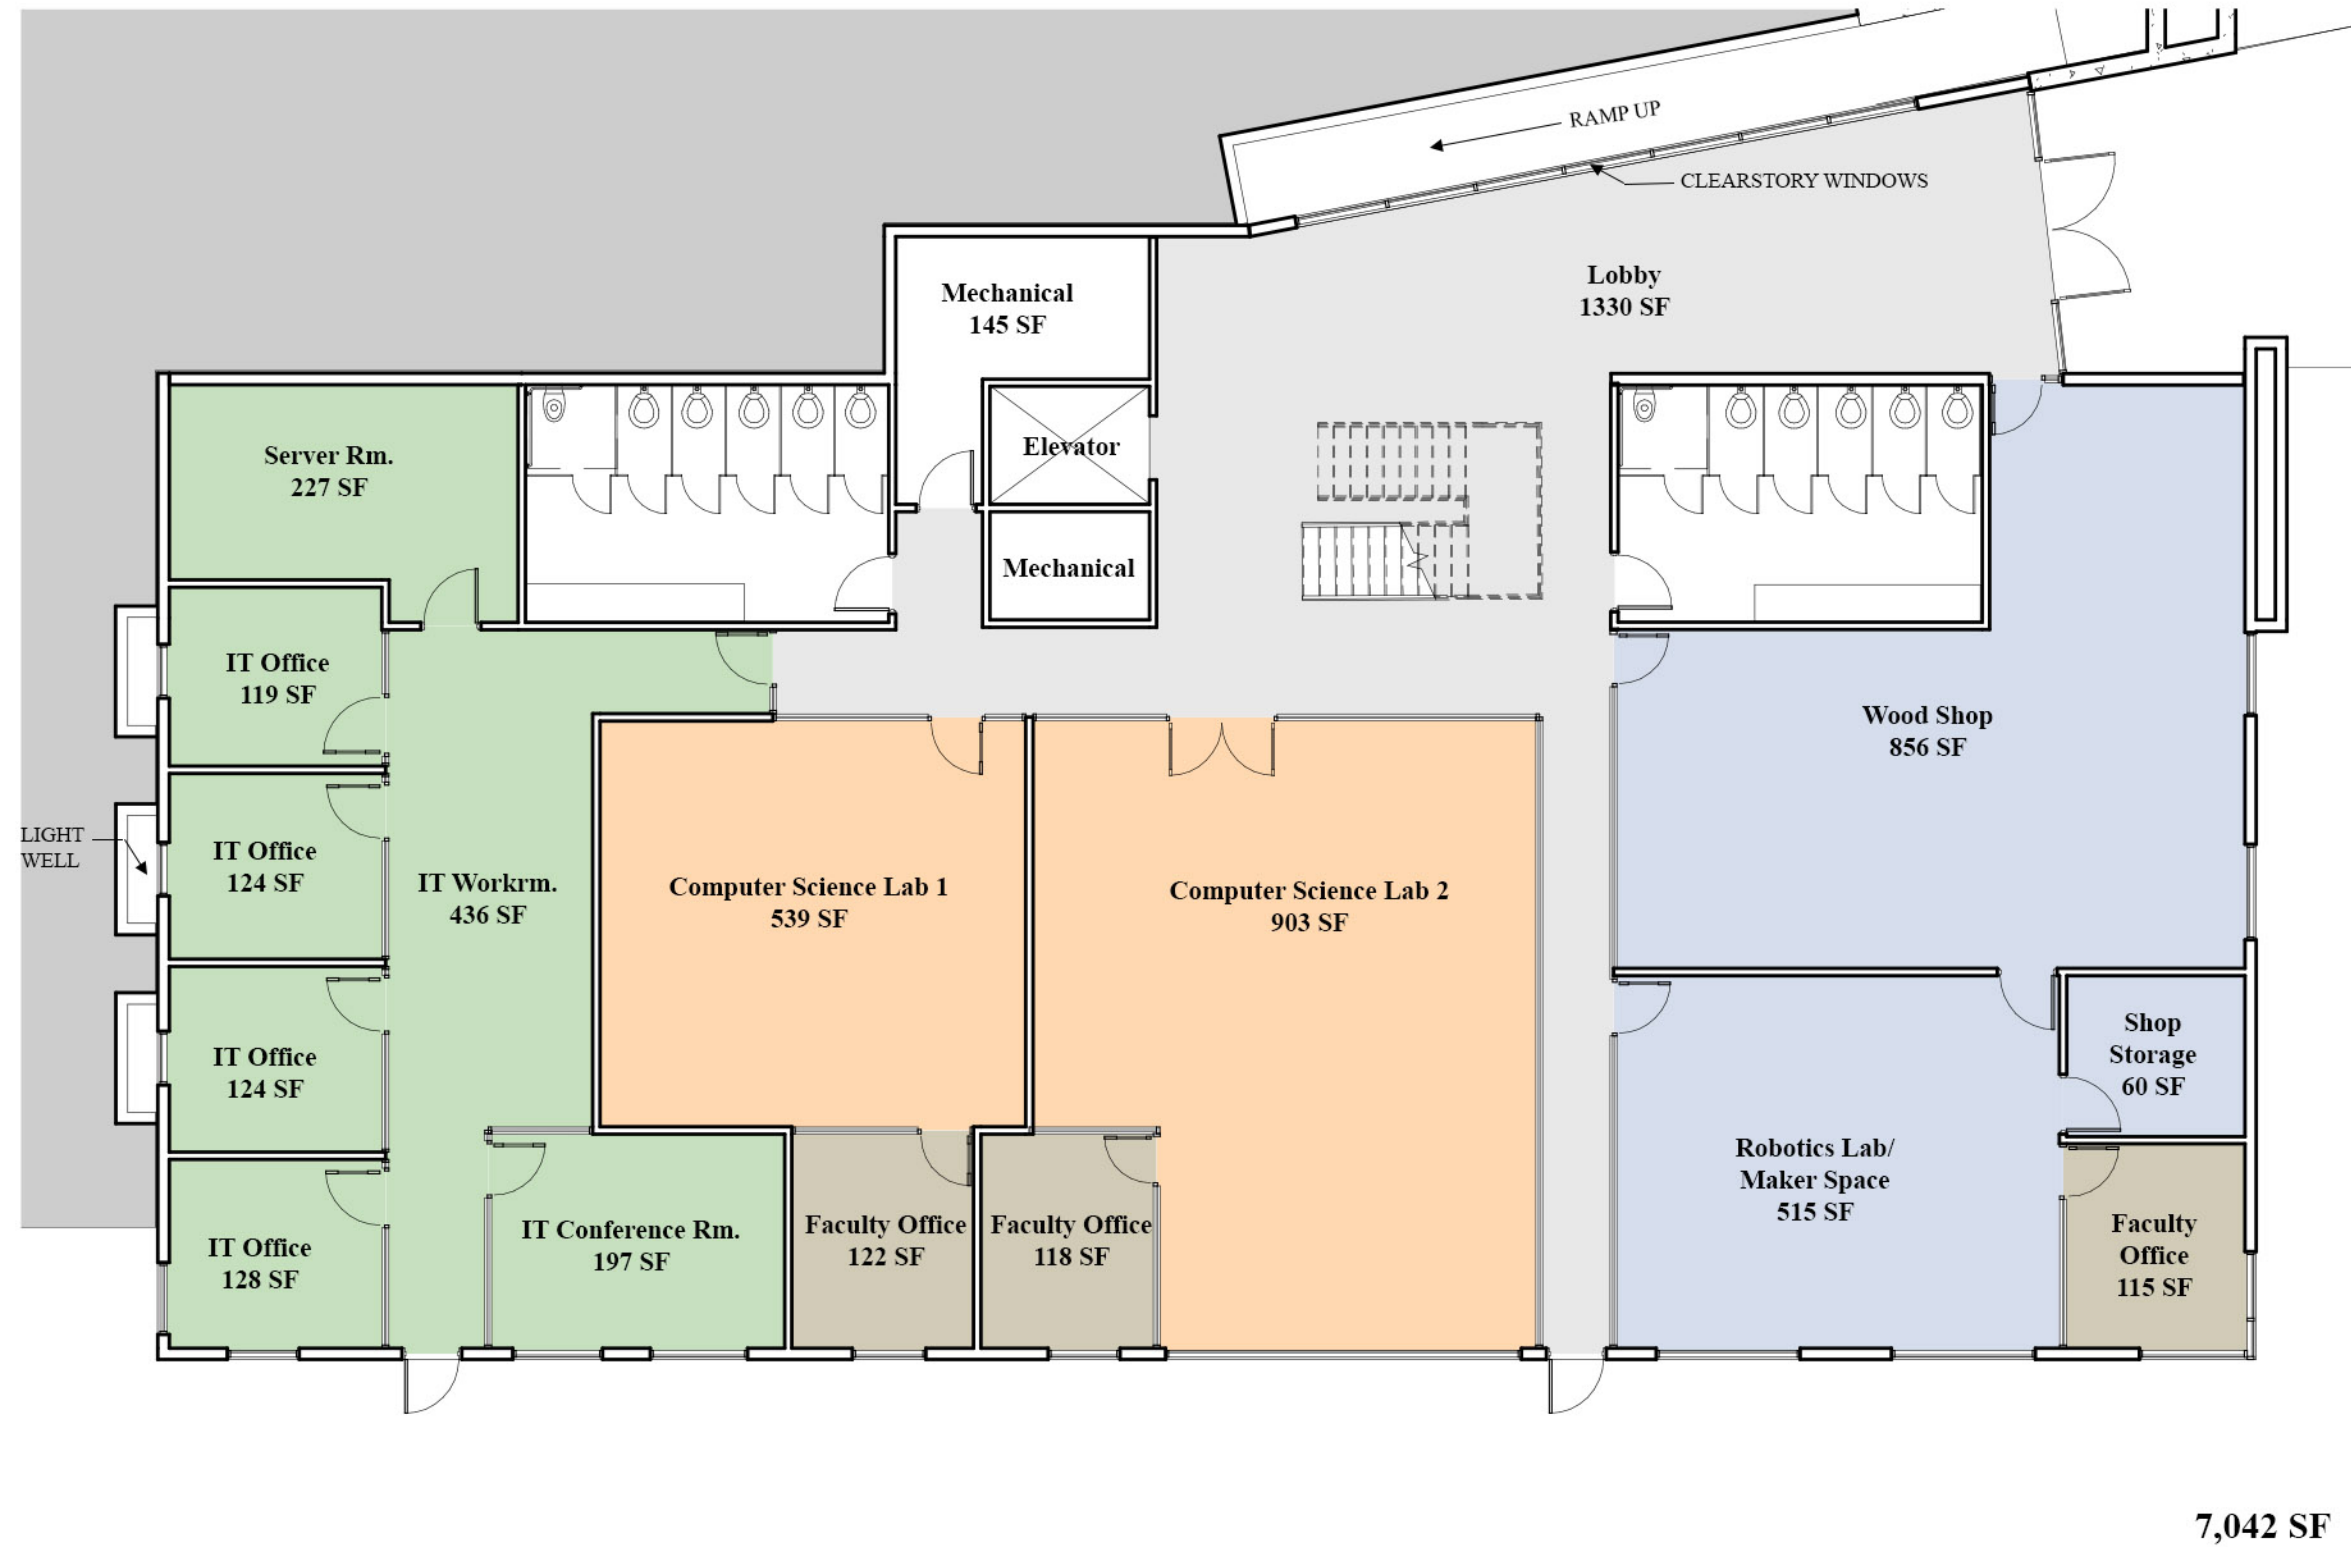 RAMP UP
CLEARSTORY WINDOWS
Lobby
1330 SF
Mechanical
145 SF
Elevator
Mechanical
Server Rm.
227 SF
IT Office
119 SF
LIGHT
WELL
IT Office
124 SF
IT Workrm.
436 SF
Computer Science Lab 1
539 SF
Computer Science Lab 2
903 SF
Wood Shop
856 SF
IT Office
124 SF
Shop
Storage
60 SF
Robotics Lab/
Maker Space
515 SF
IT Office
128 SF
IT Conference Rm.
197 SF
Faculty Office
122 SF
Faculty Office
118 SF
Faculty
Office
115 SF
7,042 SF